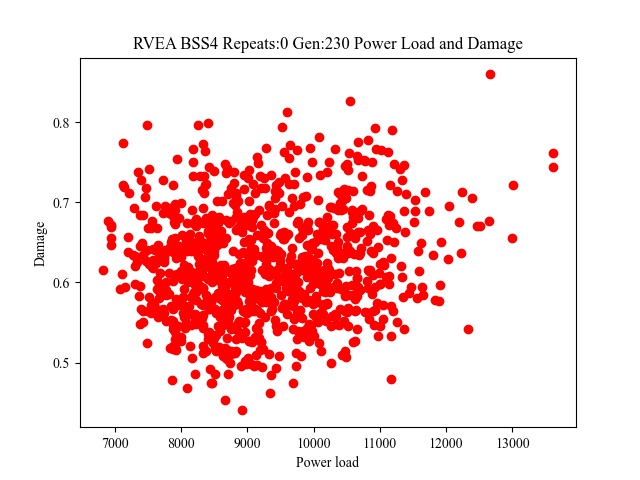 RVEA BSS4 Repeats:0 Gen:230 Power Load and Damage
0.8
0.7
0.6
0.5
Damage
7000 8000 9000 10000 11000 12000 13000
Power load